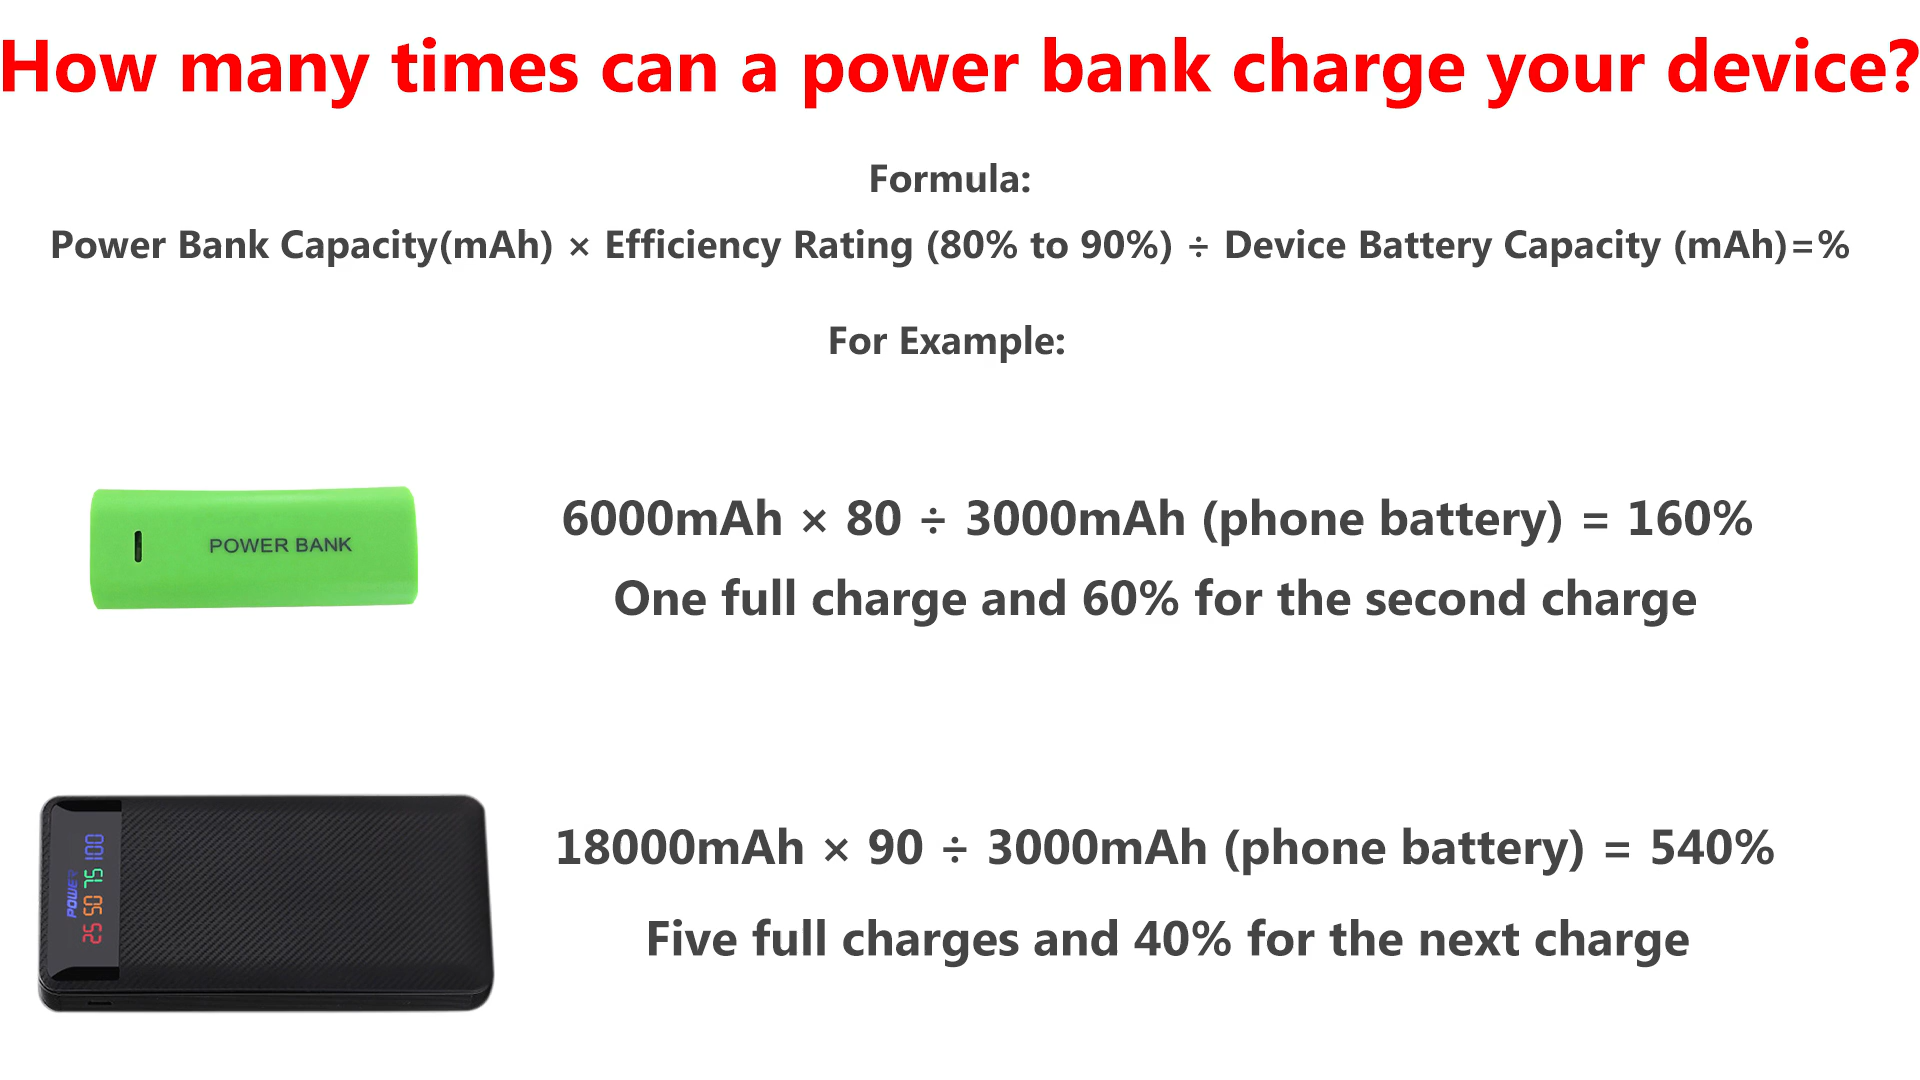 How many times can a power bank charge your device?
Formula:
Power Bank Capacity(mAh) × Efficiency Rating (80% to 90%) ÷ Device Battery Capacity (mAh)=%
For Example:
POWER BANK
6000mAh × 80 ÷ 3000mAh (phone battery) = 160%
One full charge and 60% for the second charge
POWER
25 50 75 100
18000mAh × 90 ÷ 3000mAh (phone battery) = 540%
Five full charges and 40% for the next charge